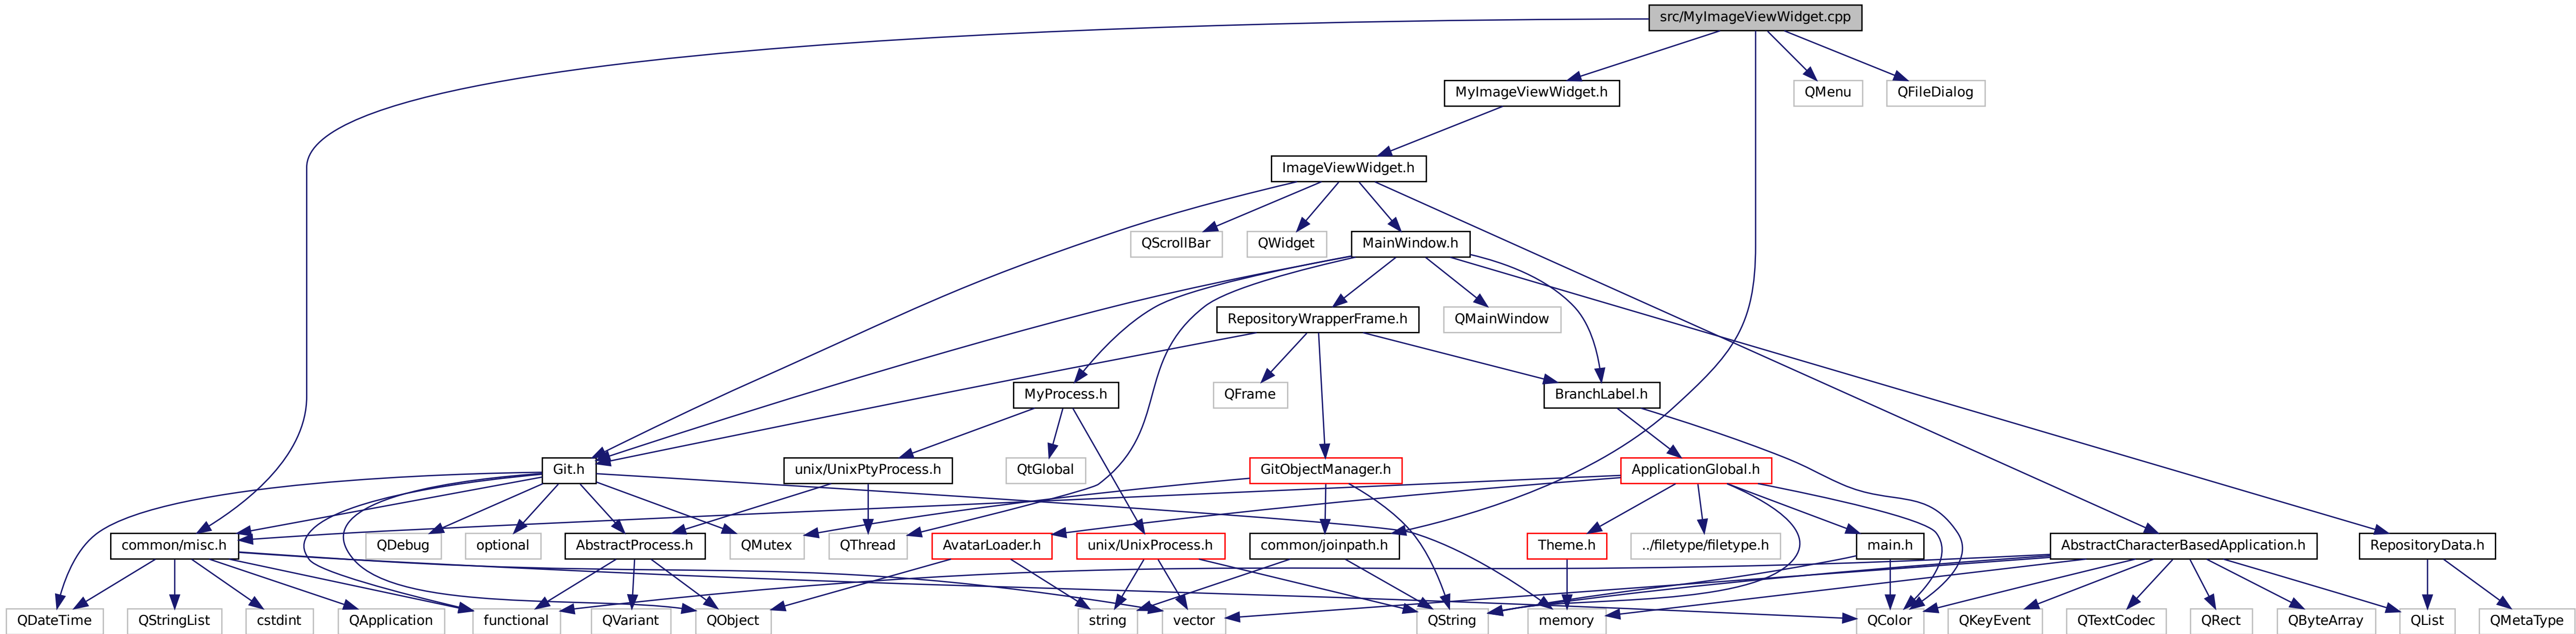 src/MyImageViewWidget.cpp
MyImageViewWidget.h
QMenu
QFileDialog
ImageViewWidget.h
QScrollBar
QWidget
MainWindow.h
RepositoryWrapperFrame.h
QMainWindow
MyProcess.h
QFrame
BranchLabel.h
Git.h
unix/UnixPtyProcess.h
QtGlobal
GitObjectManager.h
ApplicationGlobal.h
common/misc.h
QDebug
optional
AbstractProcess.h
QMutex
QThread
AvatarLoader.h
unix/UnixProcess.h
common/joinpath.h
Theme.h
../filetype/filetype.h
main.h
AbstractCharacterBasedApplication.h
RepositoryData.h
QDateTime
QStringList
cstdint
QApplication
functional
QVariant
QObject
string
vector
QString
memory
QColor
QKeyEvent
QTextCodec
QRect
QByteArray
QList
QMetaType